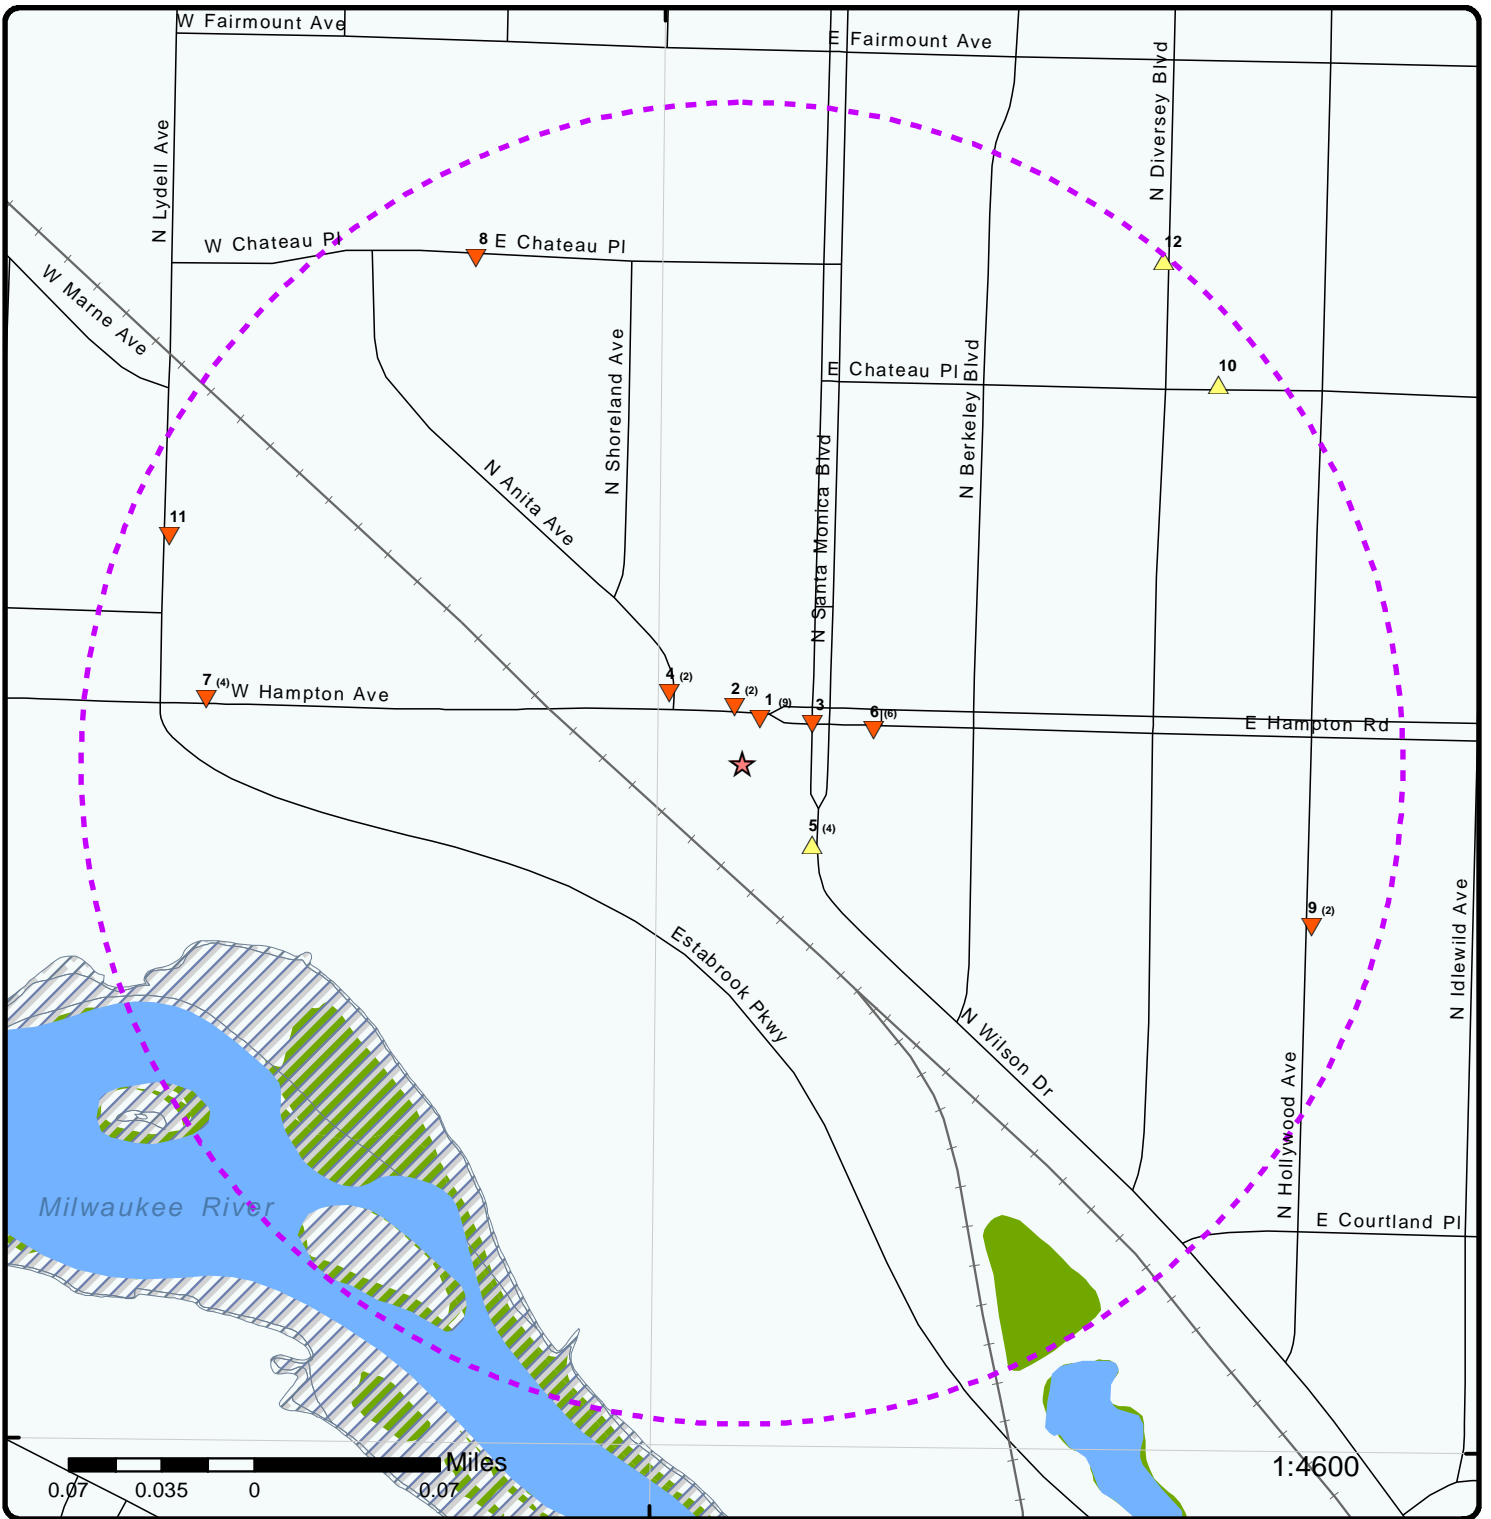 W Fairmount Ave
E Fairmount Ave
N Diversey Blvd
N Lydell Ave
W Chateau Pl
8
E Chateau Pl
12
W Marne Ave
N Shoreland Ave
E Chateau Pl
N Berkeley Blvd
10
N Anita Ave
N Santa Monica Blvd
11
7 (4)
W Hampton Ave
4 (2)
2 (2)
1 (9)
3
6 (6)
E Hampton Rd
5 (4)
9 (2)
N Idlewild Ave
Estabrook Pkwy
N Wilson Dr
N Hollywood Ave
Milwaukee River
E Courtland Pl
Miles
0.07 0.035 0 0.07
1:4600